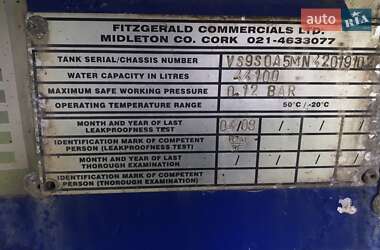 AUTO RIA
FITZGERALD COMMERCIALS LTD.
MIDLETON CO. CORK 021-4633077
TANK SERIAL/CHASSIS NUMBER VS9S0A5MN42019102
WATER CAPACITY IN LITRES 44100
MAXIMUM SAFE WORKING PRESSURE 0.12 BAR
OPERATING TEMPERATURE RANGE 50°C/-20°C
MONTH AND YEAR OF LAST
LEAKPROOFNESS TEST 04/09 / / /
IDENTIFICATION MARK OF COMPETENT
PERSON (LEAKPROOFNESS TEST)
MONTH AND YEAR OF LAST
THOROUGH EXAMINATION / / / /
IDENTIFICATION MARK OF COMPETENT
PERSON (THOROUGH EXAMINATION)